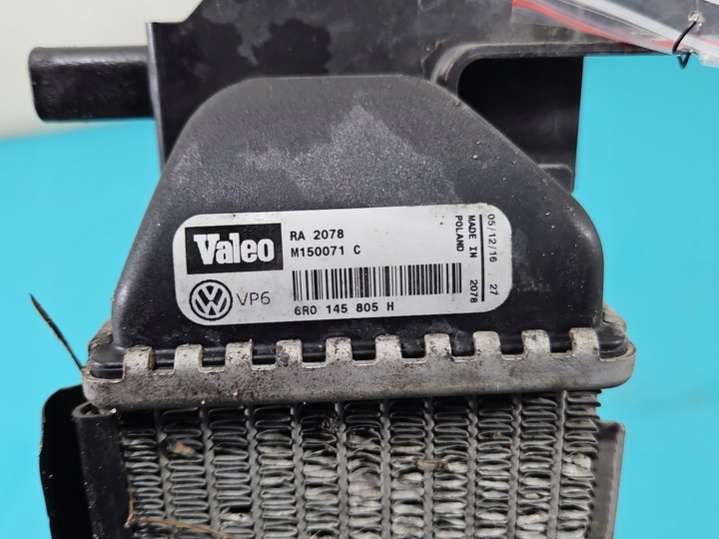 Valeo
RA 2078
M150071 C
VP6
6R0 145 805 H
MADE IN
POLAND
05/12/16 27
2078